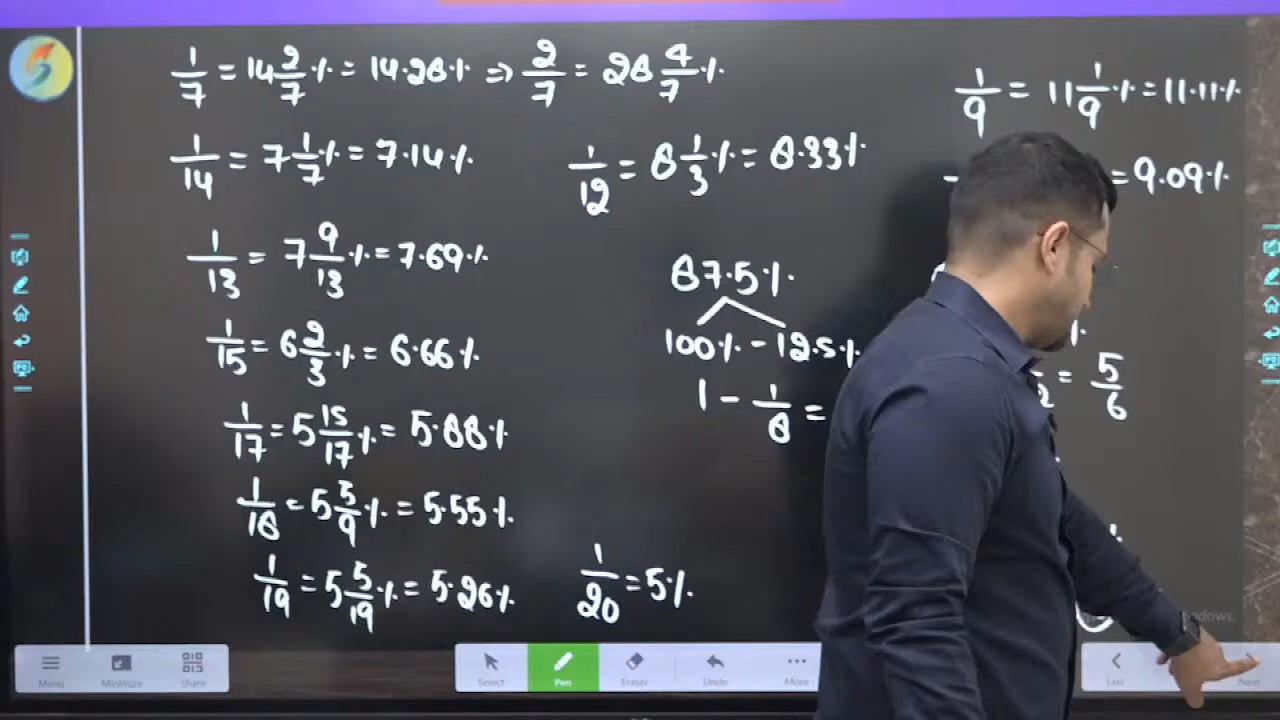 1/7 = 14 2/7 % = 14.28% ⇒ 2/7 = 28 4/7 %
1/14 = 7 1/7 % = 7.14%
1/13 = 7 9/13 % = 7.69%
1/15 = 6 2/3 % = 6.66%
1/17 = 5 15/17 % = 5.88%
1/18 = 5 5/9 % = 5.55%
1/19 = 5 5/19 % = 5.26%
1/20 = 5%
1/12 = 8 1/3 % = 8.33%
87.5%
100% - 12.5%
1 - 1/8 =
1/9 = 11 1/9 % = 11.11%
= 9.09%
= 5/6
Menu
Minimize
Share
Select
Pen
Eraser
Undo
More
Last
Next